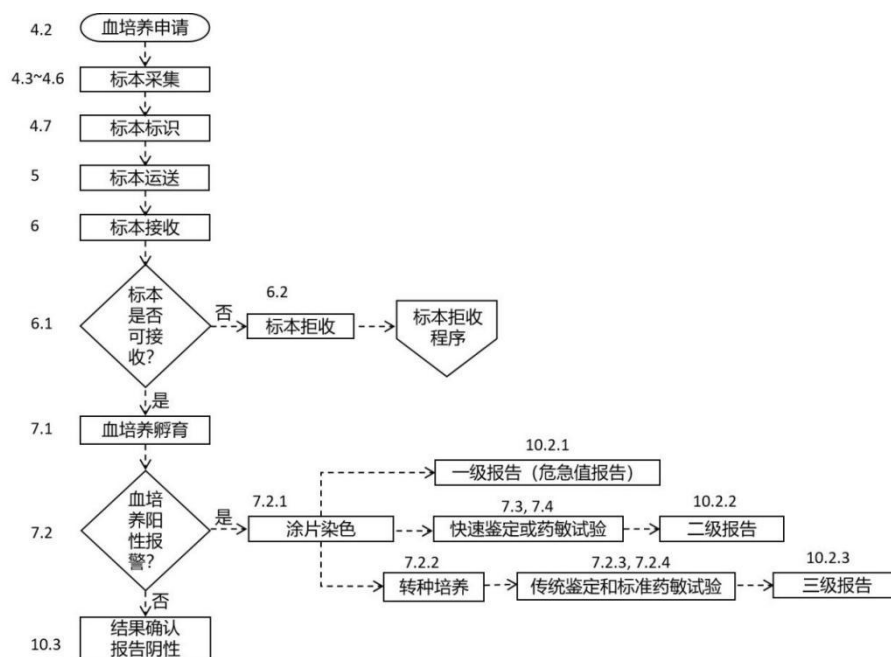 4.2
血培养申请
4.3~4.6
标本采集
4.7
标本标识
5
标本运送
6
标本接收
6.1
标本
是否
可接
收?
否
6.2
标本拒收
标本拒收
程序
是
7.1
血培养孵育
7.2
血培
养阳
性报
警?
是
7.2.1
涂片染色
10.2.1
一级报告（危急值报告）
7.3, 7.4
快速鉴定或药敏试验
10.2.2
二级报告
7.2.2
转种培养
7.2.3, 7.2.4
传统鉴定和标准药敏试验
10.2.3
三级报告
否
10.3
结果确认
报告阴性